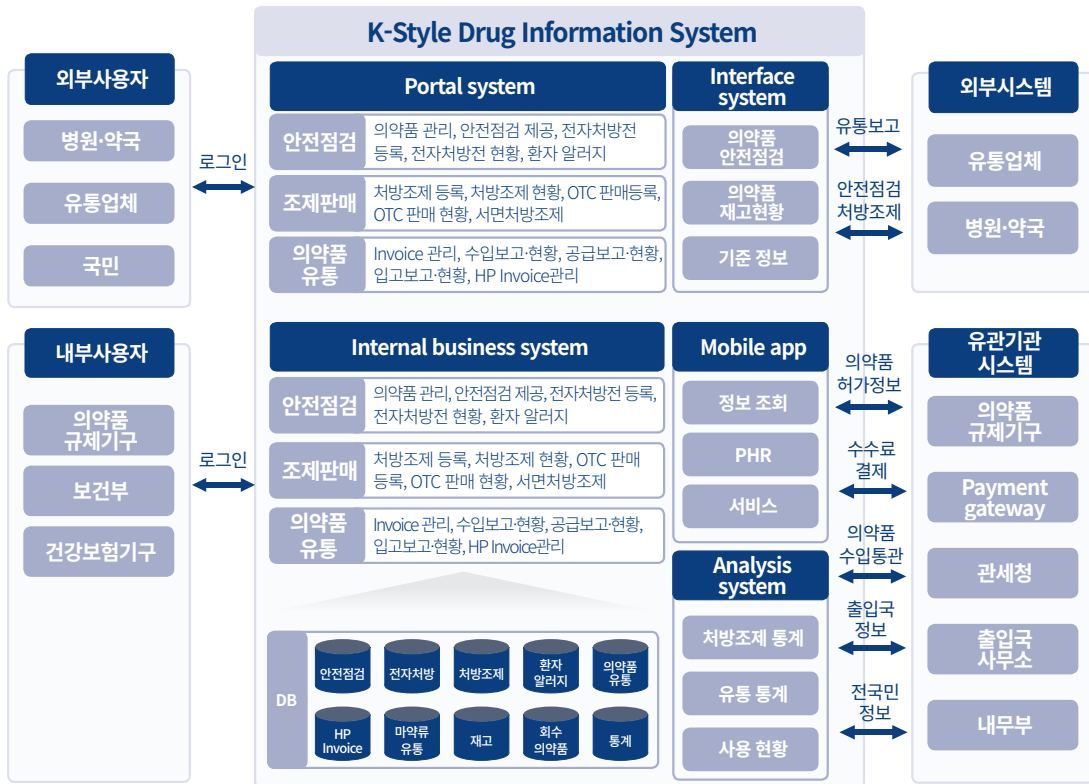 K-Style Drug Information System
외부사용자
병원·약국
유통업체
국민
로그인
Portal system
안전점검
의약품 관리, 안전점검 제공, 전자처방전
등록, 전자처방전 현황, 환자 알러지
조제판매
처방조제 등록, 처방조제 현황, OTC 판매등록,
OTC 판매 현황, 서면처방조제
의약품
유통
Invoice 관리, 수입보고·현황, 공급보고·현황,
입고보고·현황, HP Invoice관리
Interface
system
의약품
안전점검
의약품
재고현황
기준 정보
유통보고
안전점검
처방조제
외부시스템
유통업체
병원·약국
내부사용자
의약품
규제기구
보건부
건강보험기구
로그인
Internal business system
안전점검
의약품 관리, 안전점검 제공, 전자처방전 등록,
전자처방전 현황, 환자 알러지
조제판매
처방조제 등록, 처방조제 현황, OTC 판매
등록, OTC 판매 현황, 서면처방조제
의약품
유통
Invoice 관리, 수입보고·현황, 공급보고·현황,
입고보고·현황, HP Invoice관리
DB
안전점검
전자처방
처방조제
환자
알러지
의약품
유통
HP
Invoice
마약류
유통
재고
회수
의약품
통계
Mobile app
정보 조회
PHR
서비스
Analysis
system
처방조제 통계
유통 통계
사용 현황
의약품
허가정보
수수료
결제
의약품
수입통관
출입국
정보
전국민
정보
유관기관
시스템
의약품
규제기구
Payment
gateway
관세청
출입국
사무소
내무부